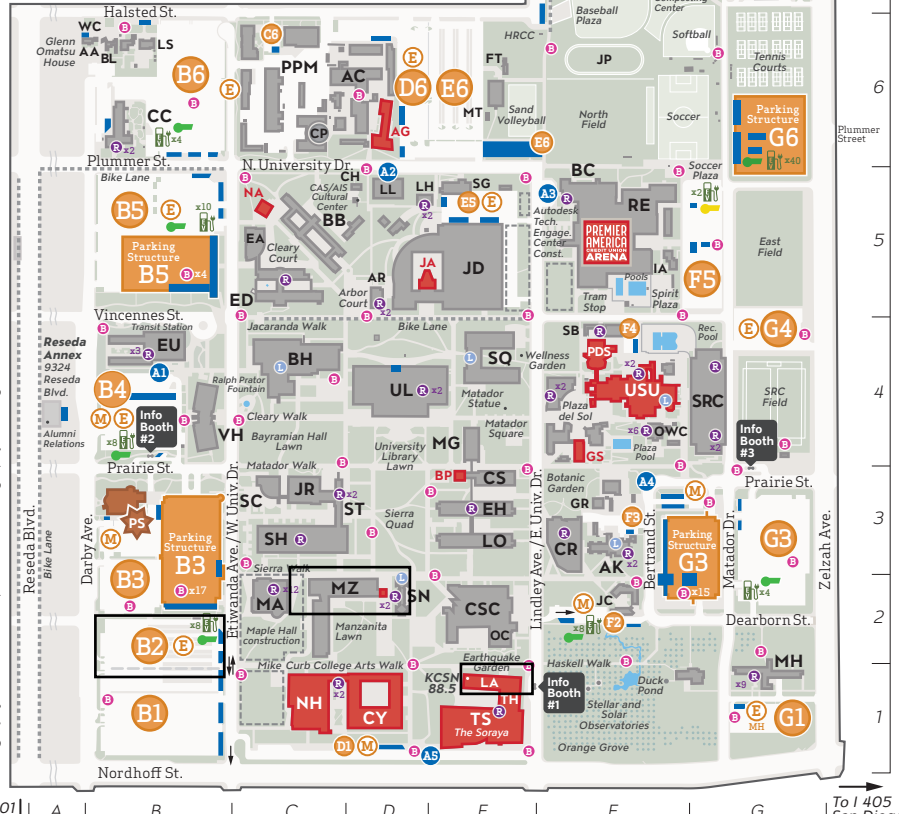 Halsted St.
WC
Glenn
Omatsu
House
AA
BL
LS
B6
E
CC
R x2
x4
Plummer St.
C6
PPM
CP
AC
AG
E
D6
E6
FT
MT
HRCC
Baseball
Plaza
Composting
Center
Softball
JP
Sand
Volleyball
North
Field
Soccer
E6
Tennis
Courts
Parking
Structure
G6
x40
Plummer
Street
6
N. University Dr.
Bike Lane
B5
E
x10
Parking
Structure
B5
B x4
NA
CAS/AIS
Cultural
Center
CH
A2
LL
LH
R
x2
SG
E5
E
BB
EA
Cleary
Court
R
ED
AR
Arbor
Court
R
x2
JA
JD
A3
BC
RE
Autodesk
Tech.
Engage.
Center
Const.
PREMIER
AMERICA
CREDIT UNION
ARENA
IA
Pools
Tram
Stop
Spirit
Plaza
Soccer
Plaza
x2
F5
East
Field
5
Vincennes St.
Transit Station
x3 R
EU
A1
Reseda
Annex
9324
Reseda
Blvd.
Alumni
Relations
B4
M
E
x8
Info
Booth
#2
Prairie St.
VH
Jacaranda Walk
Bike Lane
BH
L
Ralph Prator
Fountain
Cleary Walk
Bayramian Hall
Lawn
Matador Walk
UL
R x2
University
Library
Lawn
SQ
L
Matador
Statue
Matador
Square
MG
Wellness
Garden
SB
R
F4
PDS
x2 R
USU
L
R
x2
Plaza
del Sol
x6 R
OWC
Plaza
Pool
GS
Rec.
Pool
SRC
R
R
x2
E
G4
SRC
Field
Info
Booth
#3
4
Prairie St.
PS
M
B3
Parking
Structure
B3
B x17
SC
JR
R x2
ST
SH R
Sierra
Quad
BP
CS
R EH
LO
Botanic
Garden
GR
A4
M
F3
CR
R
L
R
x2
AK
Parking
Structure
G3
B x15
G3
x4
3
Reseda Blvd.
Bike Lane
Darby Ave.
Etiwanda Ave. / W. Univ. Dr.
Lindley Ave. / E. Univ. Dr.
Bertrand St.
Matador Dr.
Zelzah Ave.
Sierra Walk
MA
Maple Hall
construction
MZ
L
R
x2
SN
Manzanita
Lawn
CSC
OC
M
JC
x8
F2
Dearborn St.
2
B2
E
x8
Mike Curb College Arts Walk
Earthquake
Garden
KCSN
88.5
LA
TH
Info
Booth
#1
Haskell Walk
Duck
Pond
Stellar and
Solar
Observatories
MH
x9 R
B1
NH
R
x2
CY
TS
R
The Soraya
Orange Grove
E
MH
G1
1
D1
M
A5
Nordhoff St.
A
B
C
D
G
To I 405